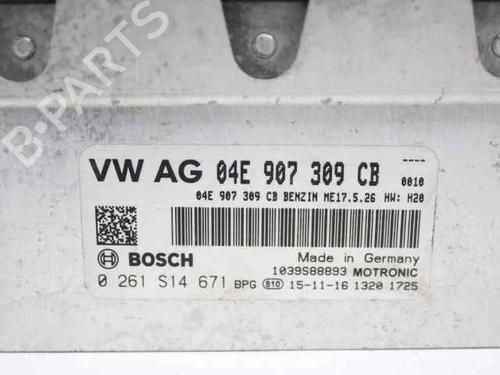 B-PARTS
----
VW AG 04E 907 309 CB 0010
04E 907 309 CB BENZIN ME17.5.26 HW: H20
BOSCH
Made in Germany
1039S88893 MOTRONIC
0 261 S14 671 BPG 810 15-11-16 1320 1725